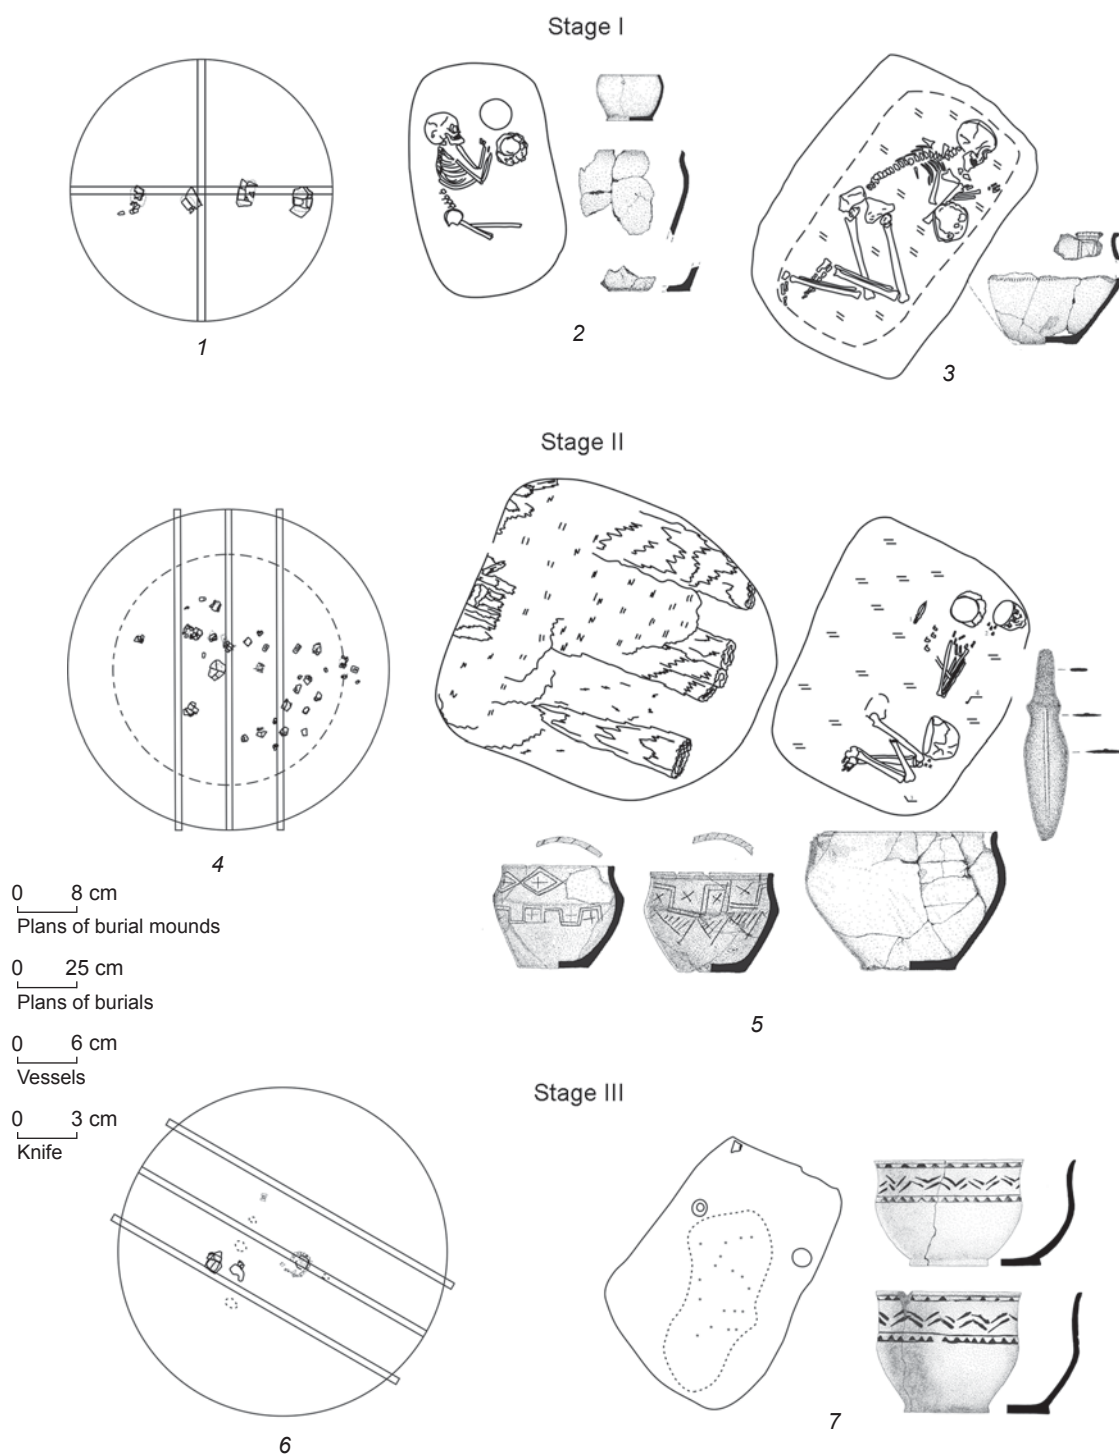 Stage I
1
2
3
Stage II
4
5
0 8 cm
Plans of burial mounds
0 25 cm
Plans of burials
0 6 cm
Vessels
0 3 cm
Knife
Stage III
6
7